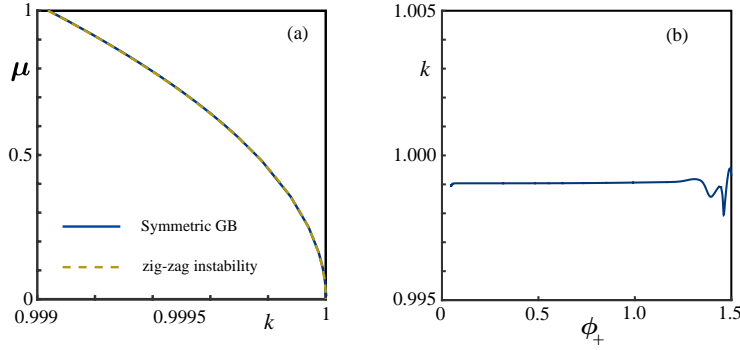 1
(a)
μ
0.5
Symmetric GB
zig-zag instability
0
0.999
0.9995
k
1
1.005
(b)
k
1.000
0.995
0
0.5
1.0
1.5
ϕ+